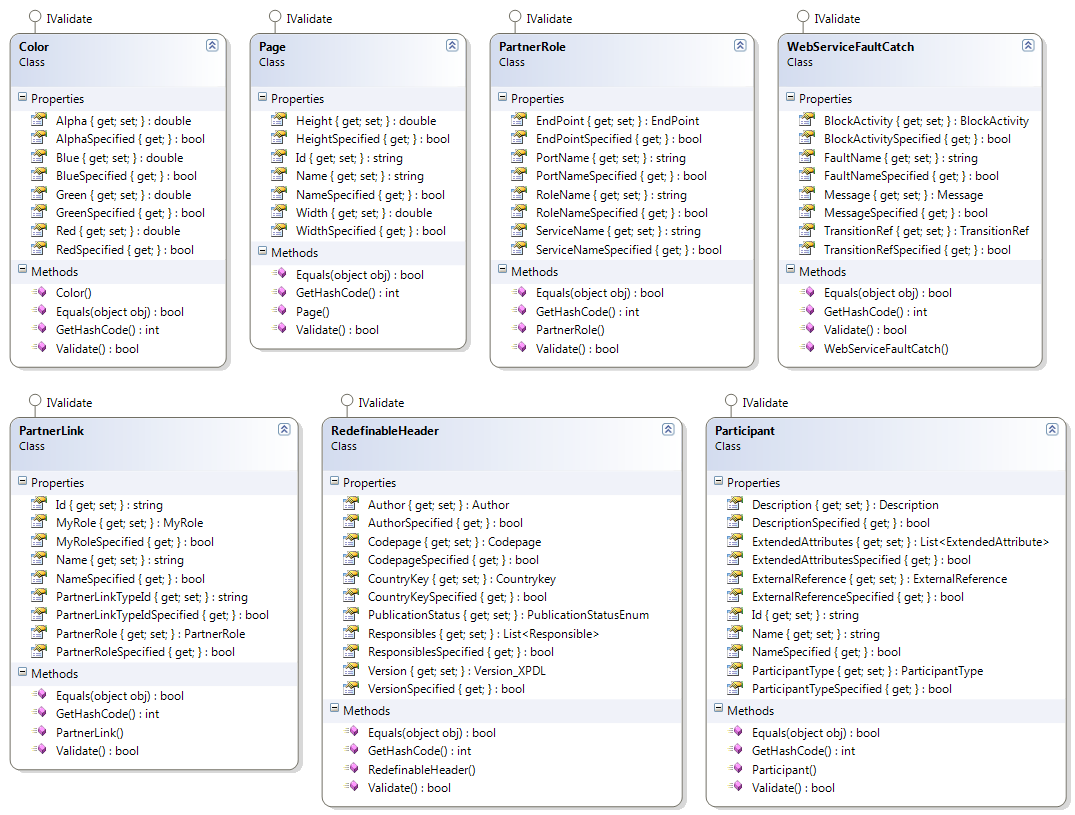 IValidate
Color
Class
Properties
Alpha { get; set; } : double
AlphaSpecified { get; } : bool
Blue { get; set; } : double
BlueSpecified { get; } : bool
Green { get; set; } : double
GreenSpecified { get; } : bool
Red { get; set; } : double
RedSpecified { get; } : bool
Methods
Color()
Equals(object obj) : bool
GetHashCode() : int
Validate() : bool
IValidate
Page
Class
Properties
Height { get; set; } : double
HeightSpecified { get; } : bool
Id { get; set; } : string
Name { get; set; } : string
NameSpecified { get; } : bool
Width { get; set; } : double
WidthSpecified { get; } : bool
Methods
Equals(object obj) : bool
GetHashCode() : int
Page()
Validate() : bool
IValidate
PartnerRole
Class
Properties
EndPoint { get; set; } : EndPoint
EndPointSpecified { get; } : bool
PortName { get; set; } : string
PortNameSpecified { get; } : bool
RoleName { get; set; } : string
RoleNameSpecified { get; } : bool
ServiceName { get; set; } : string
ServiceNameSpecified { get; } : bool
Methods
Equals(object obj) : bool
GetHashCode() : int
PartnerRole()
Validate() : bool
IValidate
WebServiceFaultCatch
Class
Properties
BlockActivity { get; set; } : BlockActivity
BlockActivitySpecified { get; } : bool
FaultName { get; set; } : string
FaultNameSpecified { get; } : bool
Message { get; set; } : Message
MessageSpecified { get; } : bool
TransitionRef { get; set; } : TransitionRef
TransitionRefSpecified { get; } : bool
Methods
Equals(object obj) : bool
GetHashCode() : int
Validate() : bool
WebServiceFaultCatch()
IValidate
PartnerLink
Class
Properties
Id { get; set; } : string
MyRole { get; set; } : MyRole
MyRoleSpecified { get; } : bool
Name { get; set; } : string
NameSpecified { get; } : bool
PartnerLinkTypeId { get; set; } : string
PartnerLinkTypeIdSpecified { get; } : bool
PartnerRole { get; set; } : PartnerRole
PartnerRoleSpecified { get; } : bool
Methods
Equals(object obj) : bool
GetHashCode() : int
PartnerLink()
Validate() : bool
IValidate
RedefinableHeader
Class
Properties
Author { get; set; } : Author
AuthorSpecified { get; } : bool
Codepage { get; set; } : Codepage
CodepageSpecified { get; } : bool
CountryKey { get; set; } : Countrykey
CountryKeySpecified { get; } : bool
PublicationStatus { get; set; } : PublicationStatusEnum
Responsibles { get; set; } : List<Responsible>
ResponsiblesSpecified { get; } : bool
Version { get; set; } : Version_XPDL
VersionSpecified { get; } : bool
Methods
Equals(object obj) : bool
GetHashCode() : int
RedefinableHeader()
Validate() : bool
IValidate
Participant
Class
Properties
Description { get; set; } : Description
DescriptionSpecified { get; } : bool
ExtendedAttributes { get; set; } : List<ExtendedAttribute>
ExtendedAttributesSpecified { get; } : bool
ExternalReference { get; set; } : ExternalReference
ExternalReferenceSpecified { get; } : bool
Id { get; set; } : string
Name { get; set; } : string
NameSpecified { get; } : bool
ParticipantType { get; set; } : ParticipantType
ParticipantTypeSpecified { get; } : bool
Methods
Equals(object obj) : bool
GetHashCode() : int
Participant()
Validate() : bool